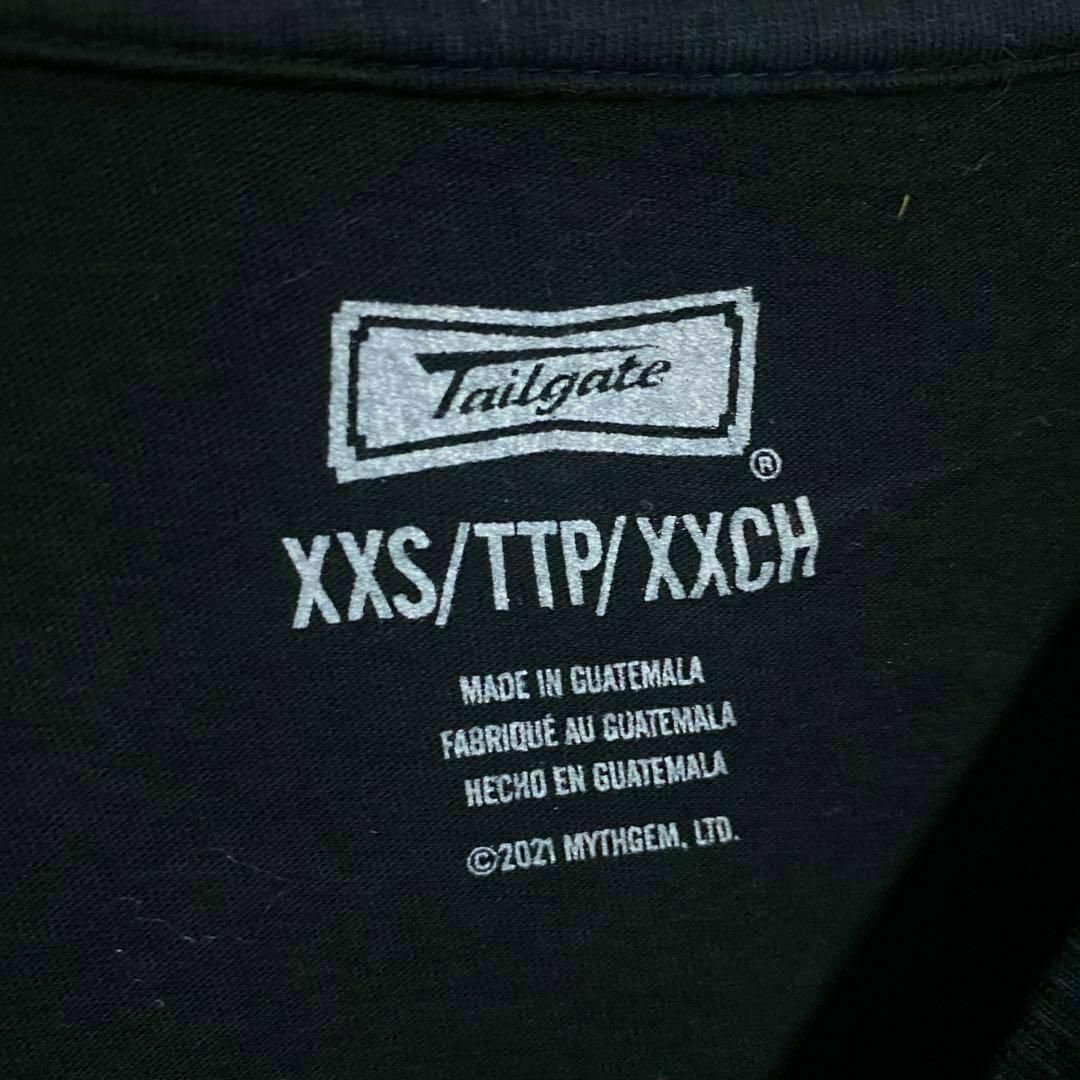 Tailgate
®
XXS/TTP/XXCH
MADE IN GUATEMALA
FABRIQUÉ AU GUATEMALA
HECHO EN GUATEMALA
©2021 MYTHGEM, LTD.